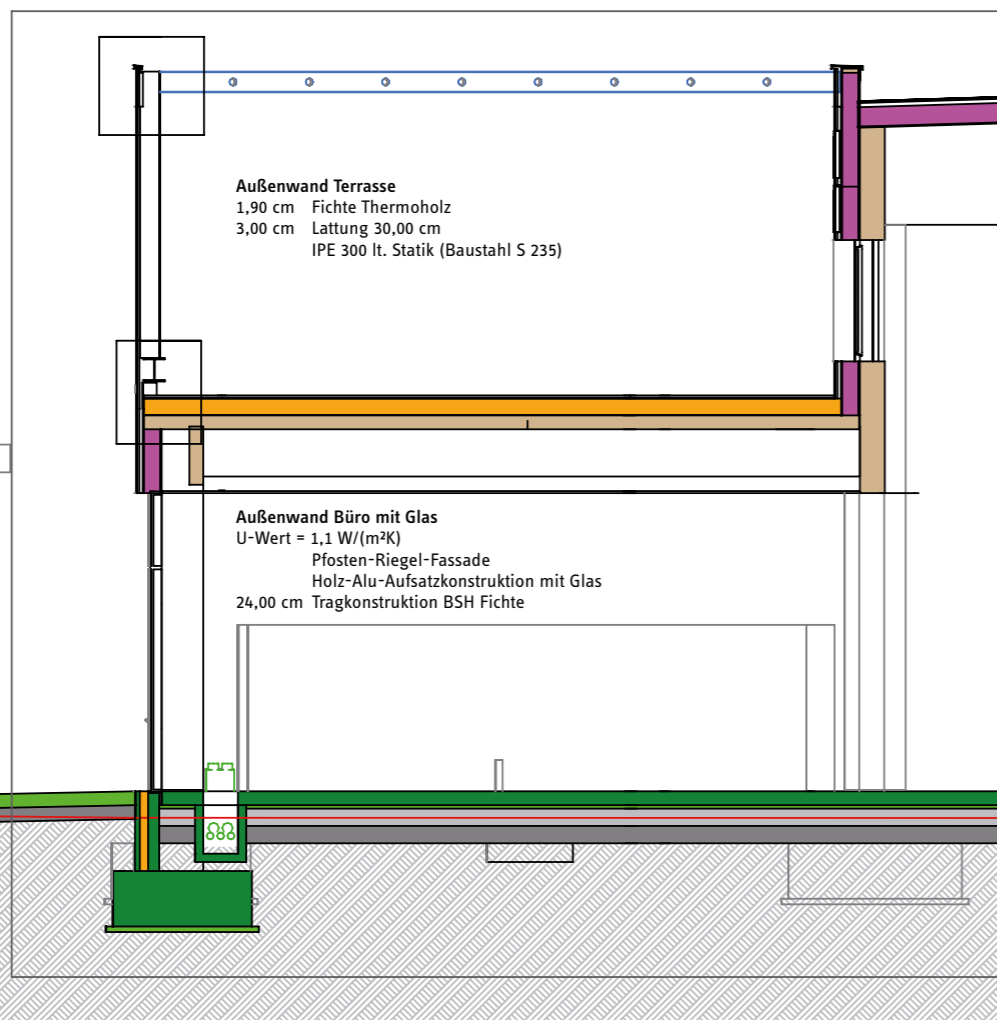 Außenwand Terrasse
1,90 cm Fichte Thermoholz
3,00 cm Lattung 30,00 cm
IPE 300 lt. Statik (Baustahl S 235)
Außenwand Büro mit Glas
U-Wert = 1,1 W/(m²K)
Pfosten-Riegel-Fassade
Holz-Alu-Aufsatzkonstruktion mit Glas
24,00 cm Tragkonstruktion BSH Fichte